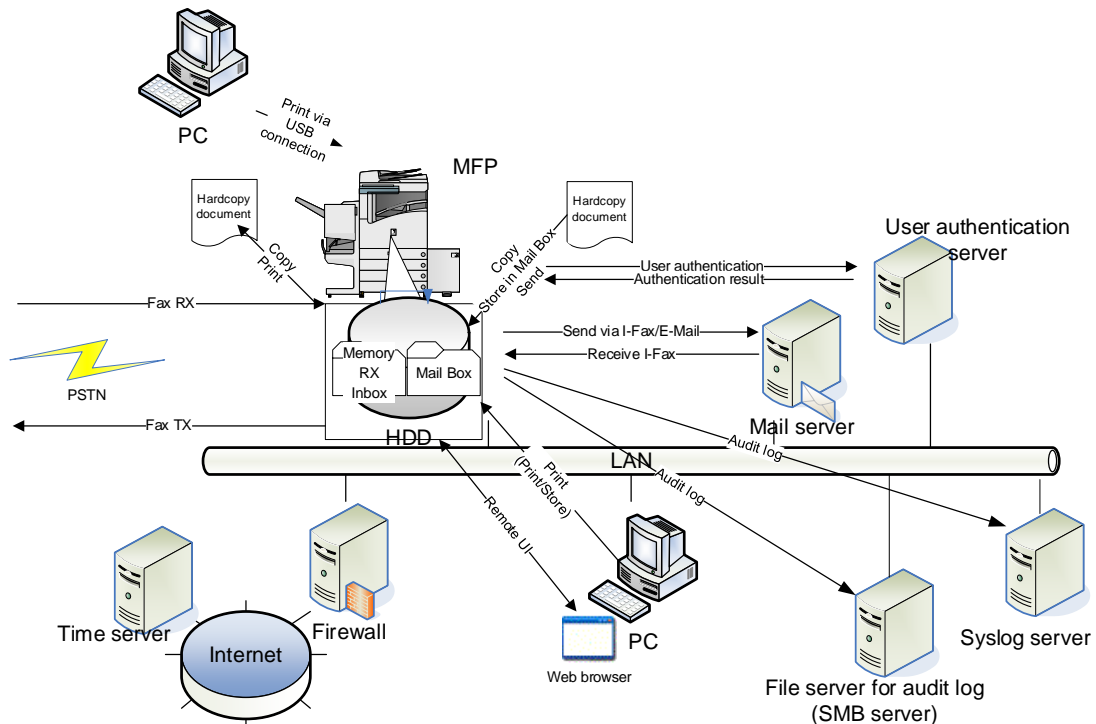 PC
Print via
USB
connection
MFP
Hardcopy
document
Copy
Print
Hardcopy
document
Copy
Store in Mail Box
Send
User authentication
server
User authentication
Authentication result
Fax RX
Send via I-Fax/E-Mail
Receive I-Fax
Memory
RX
Inbox
Mail Box
PSTN
Fax TX
HDD
Mail server
LAN
Audit log
Audit log
Print
(Print/Store)
Remote UI
Time server
Firewall
Internet
PC
Web browser
Syslog server
File server for audit log
(SMB server)